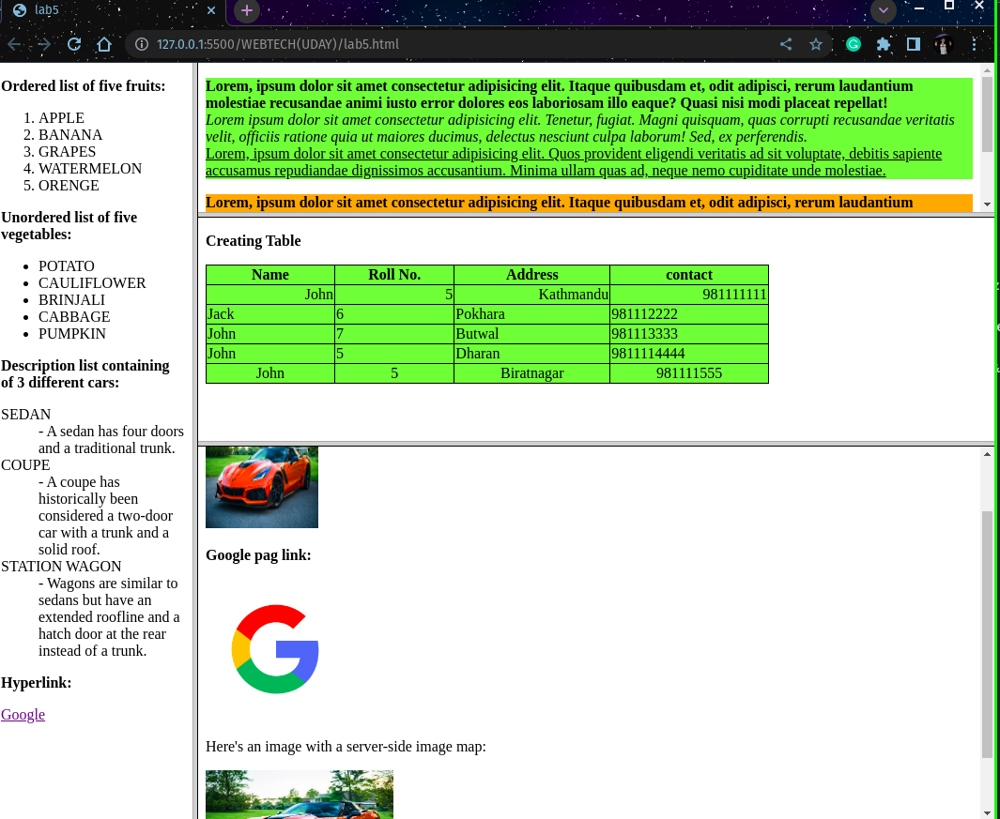 lab5
127.0.0.1:5500/WEBTECH(UDAY)/lab5.html
Ordered list of five fruits:
1. APPLE
2. BANANA
3. GRAPES
4. WATERMELON
5. ORENGE
Unordered list of five
vegetables:
• POTATO
• CAULIFLOWER
• BRINJALI
• CABBAGE
• PUMPKIN
Description list containing
of 3 different cars:
SEDAN
- A sedan has four doors
and a traditional trunk.
COUPE
- A coupe has
historically been
considered a two-door
car with a trunk and a
solid roof.
STATION WAGON
- Wagons are similar to
sedans but have an
extended roofline and a
hatch door at the rear
instead of a trunk.
Hyperlink:
Google
Lorem, ipsum dolor sit amet consectetur adipisicing elit. Itaque quibusdam et, odit adipisci, rerum laudantium
molestiae recusandae animi iusto error dolores eos laboriosam illo eaque? Quasi nisi modi placeat repellat!
Lorem ipsum dolor sit amet consectetur adipisicing elit. Tenetur, fugiat. Magni quisquam, quas corrupti recusandae veritatis
velit, officiis ratione quia ut maiores ducimus, delectus nesciunt culpa laborum! Sed, ex perferendis.
Lorem, ipsum dolor sit amet consectetur adipisicing elit. Quos provident eligendi veritatis ad sit voluptate, debitis sapiente
accusamus repudiandae dignissimos accusantium. Minima ullam quas ad, neque nemo cupiditate unde molestiae.
Lorem, ipsum dolor sit amet consectetur adipisicing elit. Itaque quibusdam et, odit adipisci, rerum laudantium
Creating Table
Name Roll No. Address contact
John 5 Kathmandu 981111111
Jack 6 Pokhara 981112222
John 7 Butwal 981113333
John 5 Dharan 9811114444
John 5 Biratnagar 981111555
Google pag link:
Here's an image with a server-side image map: